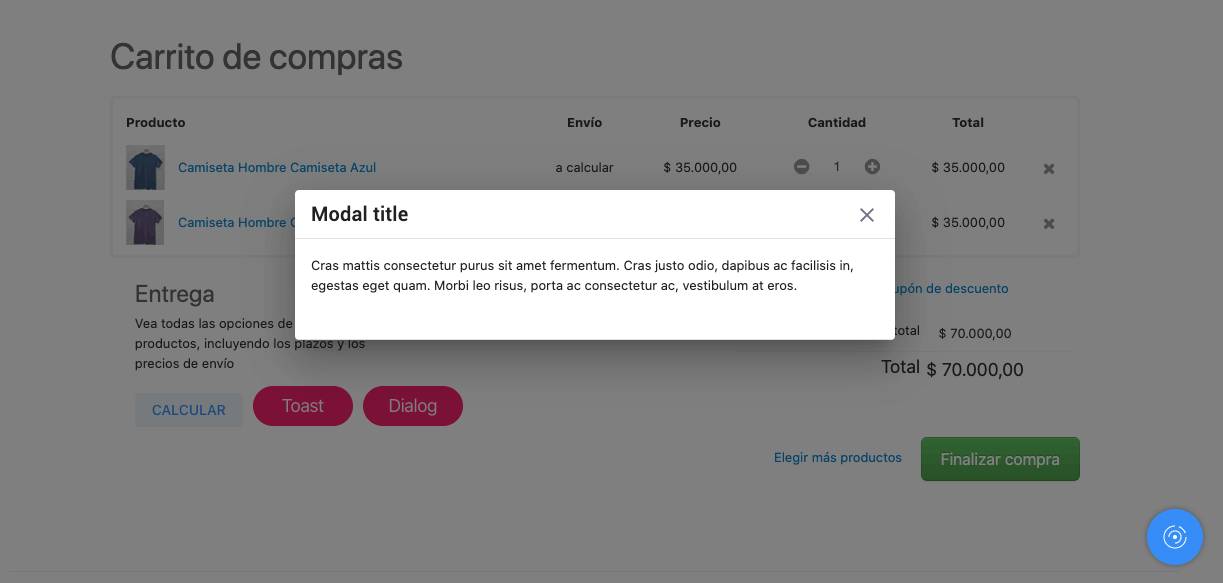 Carrito de compras
Producto Envío Precio Cantidad Total
Camiseta Hombre Camiseta Azul a calcular $ 35.000,00 1 $ 35.000,00
Camiseta Hombre $ 35.000,00
Modal title
Cras mattis consectetur purus sit amet fermentum. Cras justo odio, dapibus ac facilisis in,
egestas eget quam. Morbi leo risus, porta ac consectetur ac, vestibulum at eros.
Entrega
Vea todas las opciones de
productos, incluyendo los plazos y los
precios de envío
CALCULAR Toast Dialog
upón de descuento
total $ 70.000,00
Total $ 70.000,00
Elegir más productos Finalizar compra